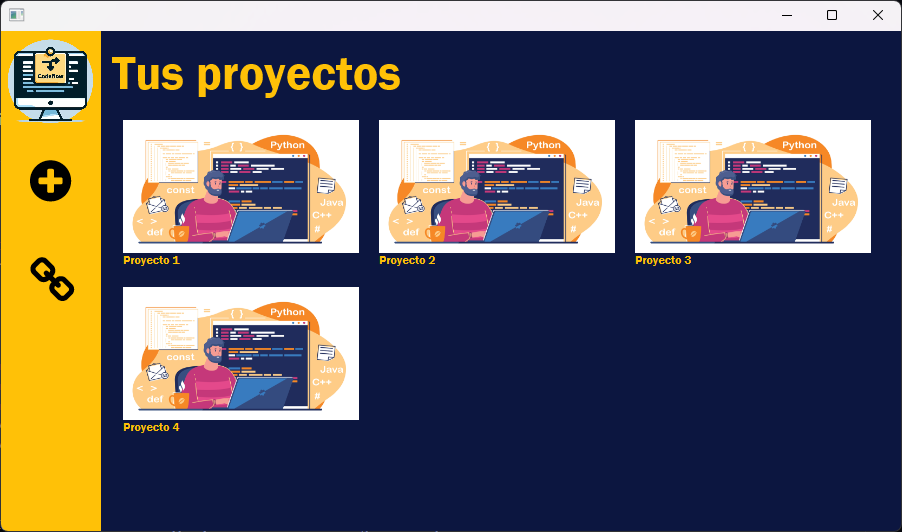 CodeFlow
Tus proyectos
{ }
Python
const
Java
C++
< >
def
#
Proyecto 1
{ }
Python
const
Java
C++
< >
def
#
Proyecto 2
{ }
Python
const
Java
C++
< >
def
#
Proyecto 3
{ }
Python
const
Java
C++
< >
def
#
Proyecto 4